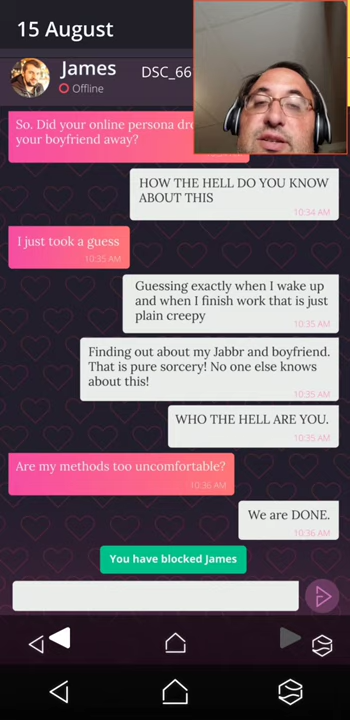 15 August
James
DSC_66
Offline
So. Did your online persona
your boyfriend away?
HOW THE HELL DO YOU KNOW
ABOUT THIS
10:34 AM
I just took a guess
10:35 AM
Guessing exactly when I wake up
and when I finish work that is just
plain creepy
10:35 AM
Finding out about my Jabbr and boyfriend.
That is pure sorcery! No one else knows
about this!
10:35 AM
WHO THE HELL ARE YOU.
10:35 AM
Are my methods too uncomfortable?
10:36 AM
We are DONE.
10:36 AM
You have blocked James